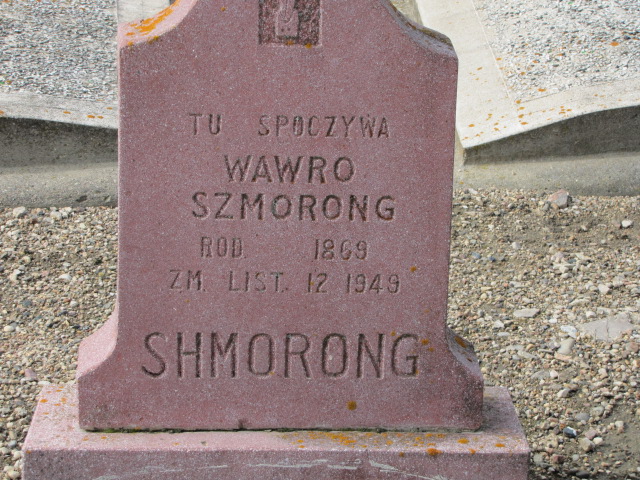 TU SPOCZYWA
WAWRO
SZMORONG
ROD. 1869
ZM. LIST. 12 1949
SHMORONG